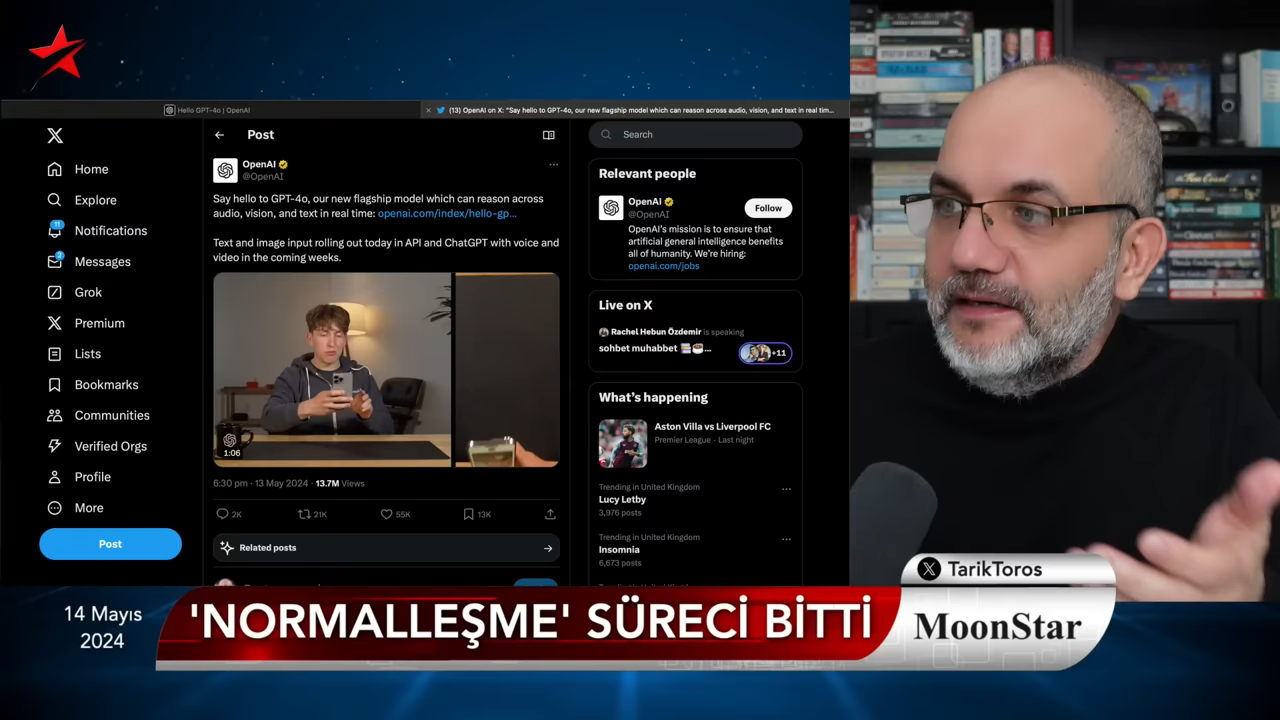 Hello GPT-4o | OpenAI
(13) OpenAI on X: "Say hello to GPT-4o, our new flagship model which can reason across audio, vision, and text in real tim...
Home
Explore
11
Notifications
2
Messages
Grok
Premium
Lists
Bookmarks
Communities
Verified Orgs
Profile
More
Post
Post
OpenAI
@OpenAI
Say hello to GPT-4o, our new flagship model which can reason across
audio, vision, and text in real time: openai.com/index/hello-gp...
Text and image input rolling out today in API and ChatGPT with voice and
video in the coming weeks.
1:06
6:30 pm · 13 May 2024 · 13.7M Views
2K
21K
55K
13K
Related posts
Search
Relevant people
OpenAI
@OpenAI
Follow
OpenAI's mission is to ensure that
artificial general intelligence benefits
all of humanity. We're hiring:
openai.com/jobs
Live on X
Rachel Hebun Özdemir is speaking
sohbet muhabbet ...
+11
What's happening
Aston Villa vs Liverpool FC
Premier League · Last night
Trending in United Kingdom
Lucy Letby
3,976 posts
Trending in United Kingdom
Insomnia
6,673 posts
14 Mayıs
2024
'NORMALLEŞME' SÜRECİ BİTTİ
TarikToros
MoonStar